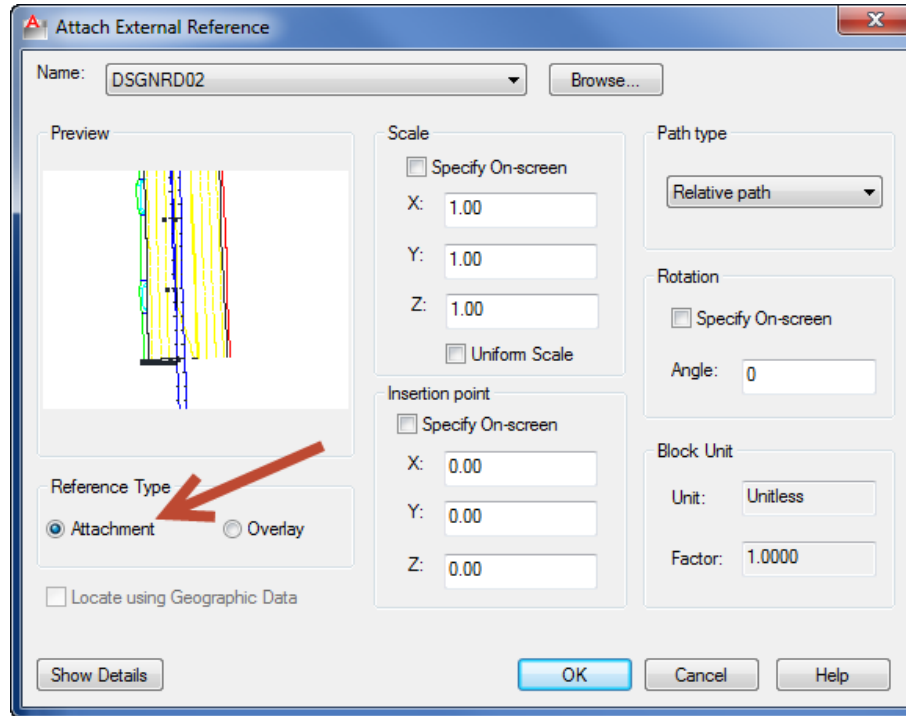 Attach External Reference
Name: DSGNRD02 Browse...
Preview
Scale
Specify On-screen
X: 1.00
Y: 1.00
Z: 1.00
Uniform Scale
Path type
Relative path
Rotation
Specify On-screen
Angle: 0
Insertion point
Specify On-screen
X: 0.00
Y: 0.00
Z: 0.00
Block Unit
Unit: Unitless
Factor: 1.0000
Reference Type
Attachment Overlay
Locate using Geographic Data
Show Details OK Cancel Help